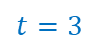 t = 3